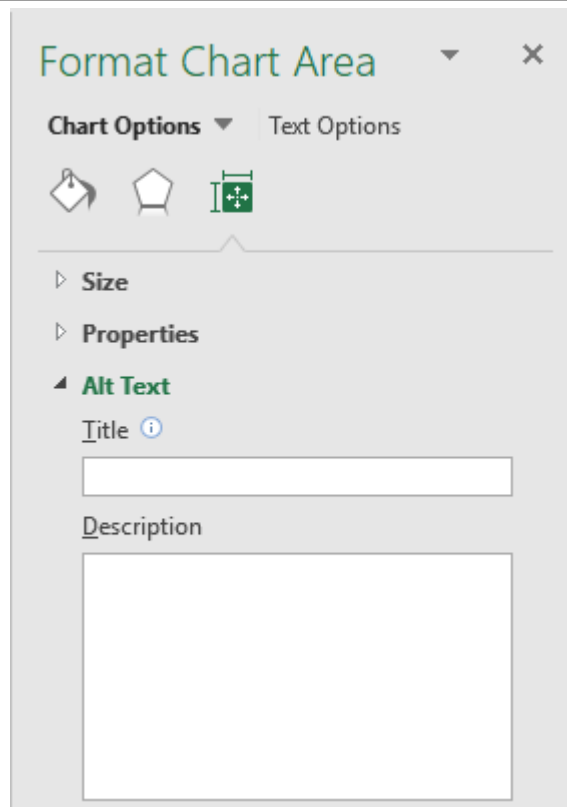 Format Chart Area
Chart Options Text Options
Size
Properties
Alt Text
Title
Description